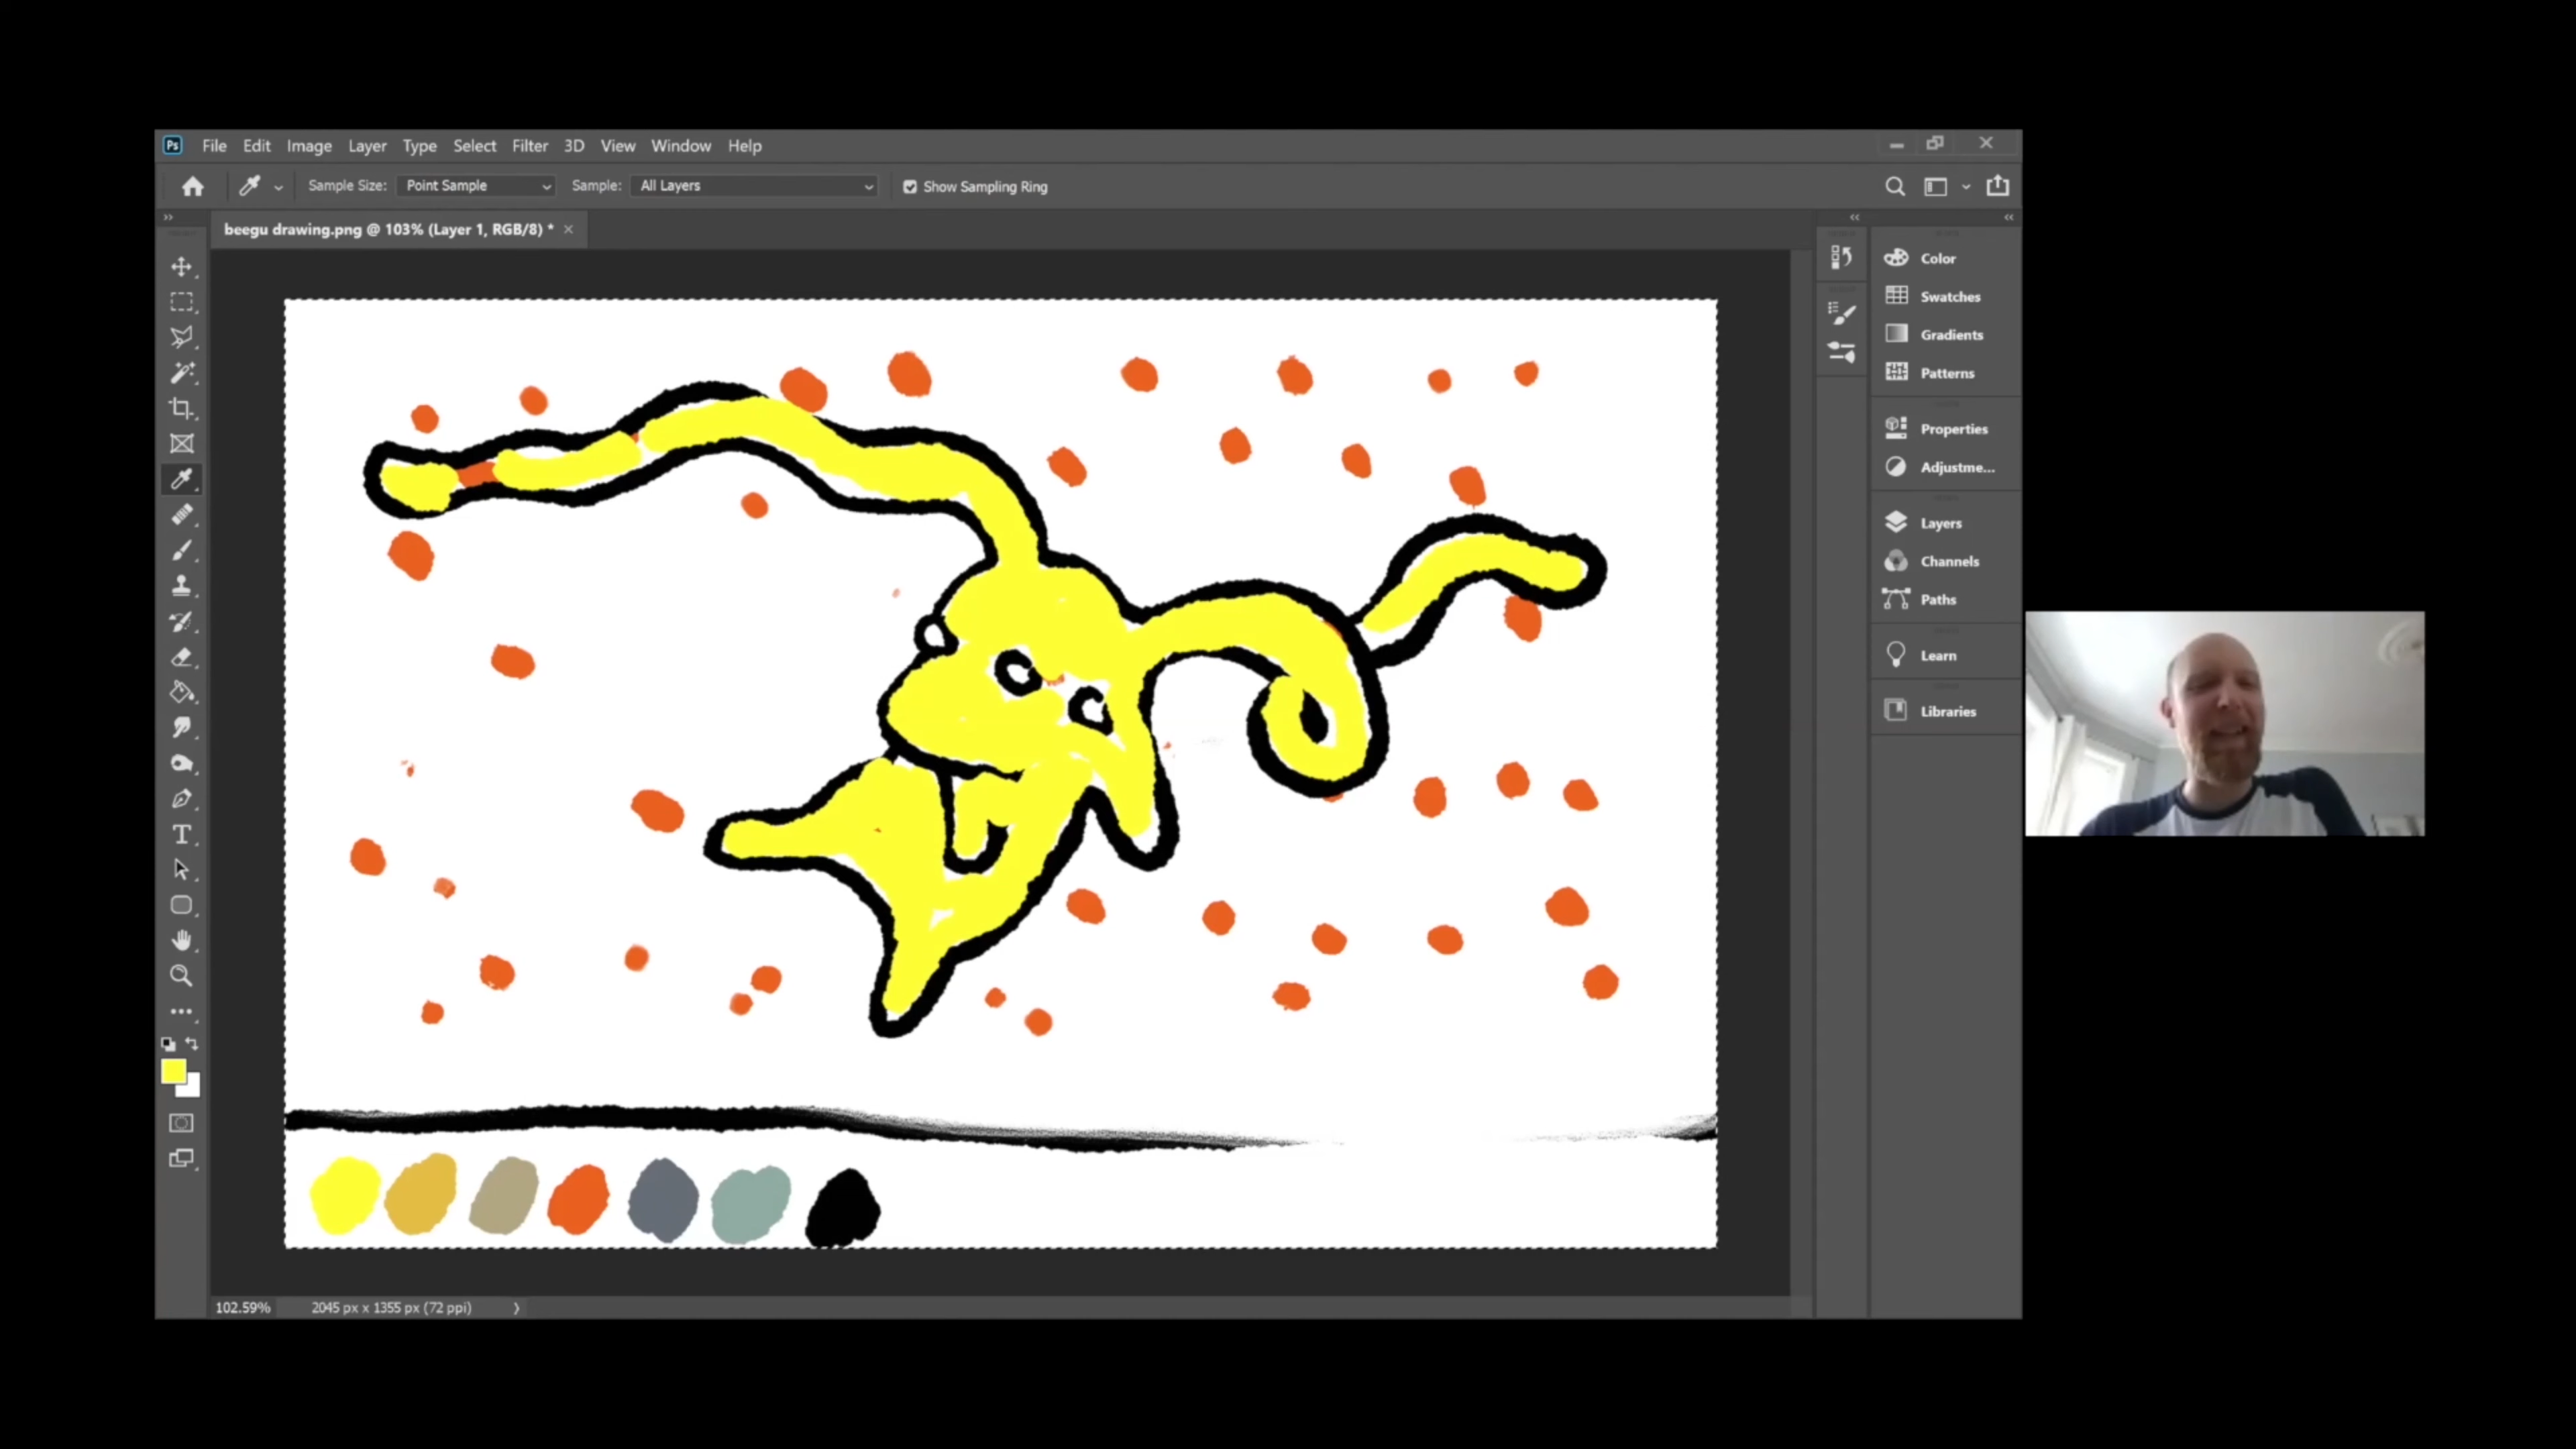 Ps File Edit Image Layer Type Select Filter 3D View Window Help
Sample Size: Point Sample Sample: All Layers Show Sampling Ring
beegu drawing.png @ 103% (Layer 1, RGB/8) *
Color
Swatches
Gradients
Patterns
Properties
Adjustme...
Layers
Channels
Paths
Learn
Libraries
T
102.59% 2045 px x 1355 px (72 ppi)